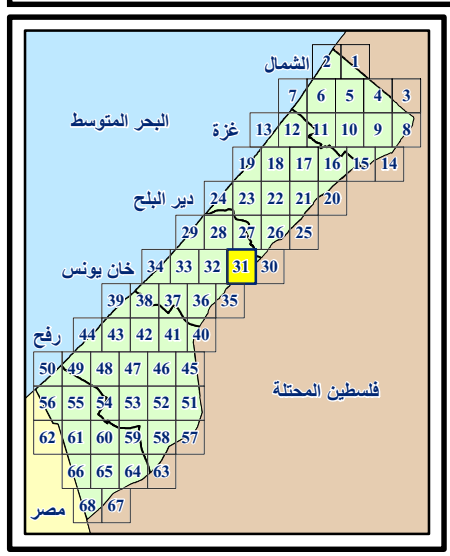 الشمال
2 1
7 6 5 4 3
البحر المتوسط
غزة 13 12 11 10 9 8
19 18 17 16 15 14
دير البلح
24 23 22 21 20
29 28 27 26 25
خان يونس 34 33 32 31 30
39 38 37 36 35
رفح 44 43 42 41 40
50 49 48 47 46 45
فلسطين المحتلة
56 55 54 53 52 51
62 61 60 59 58 57
66 65 64 63
مصر 68 67